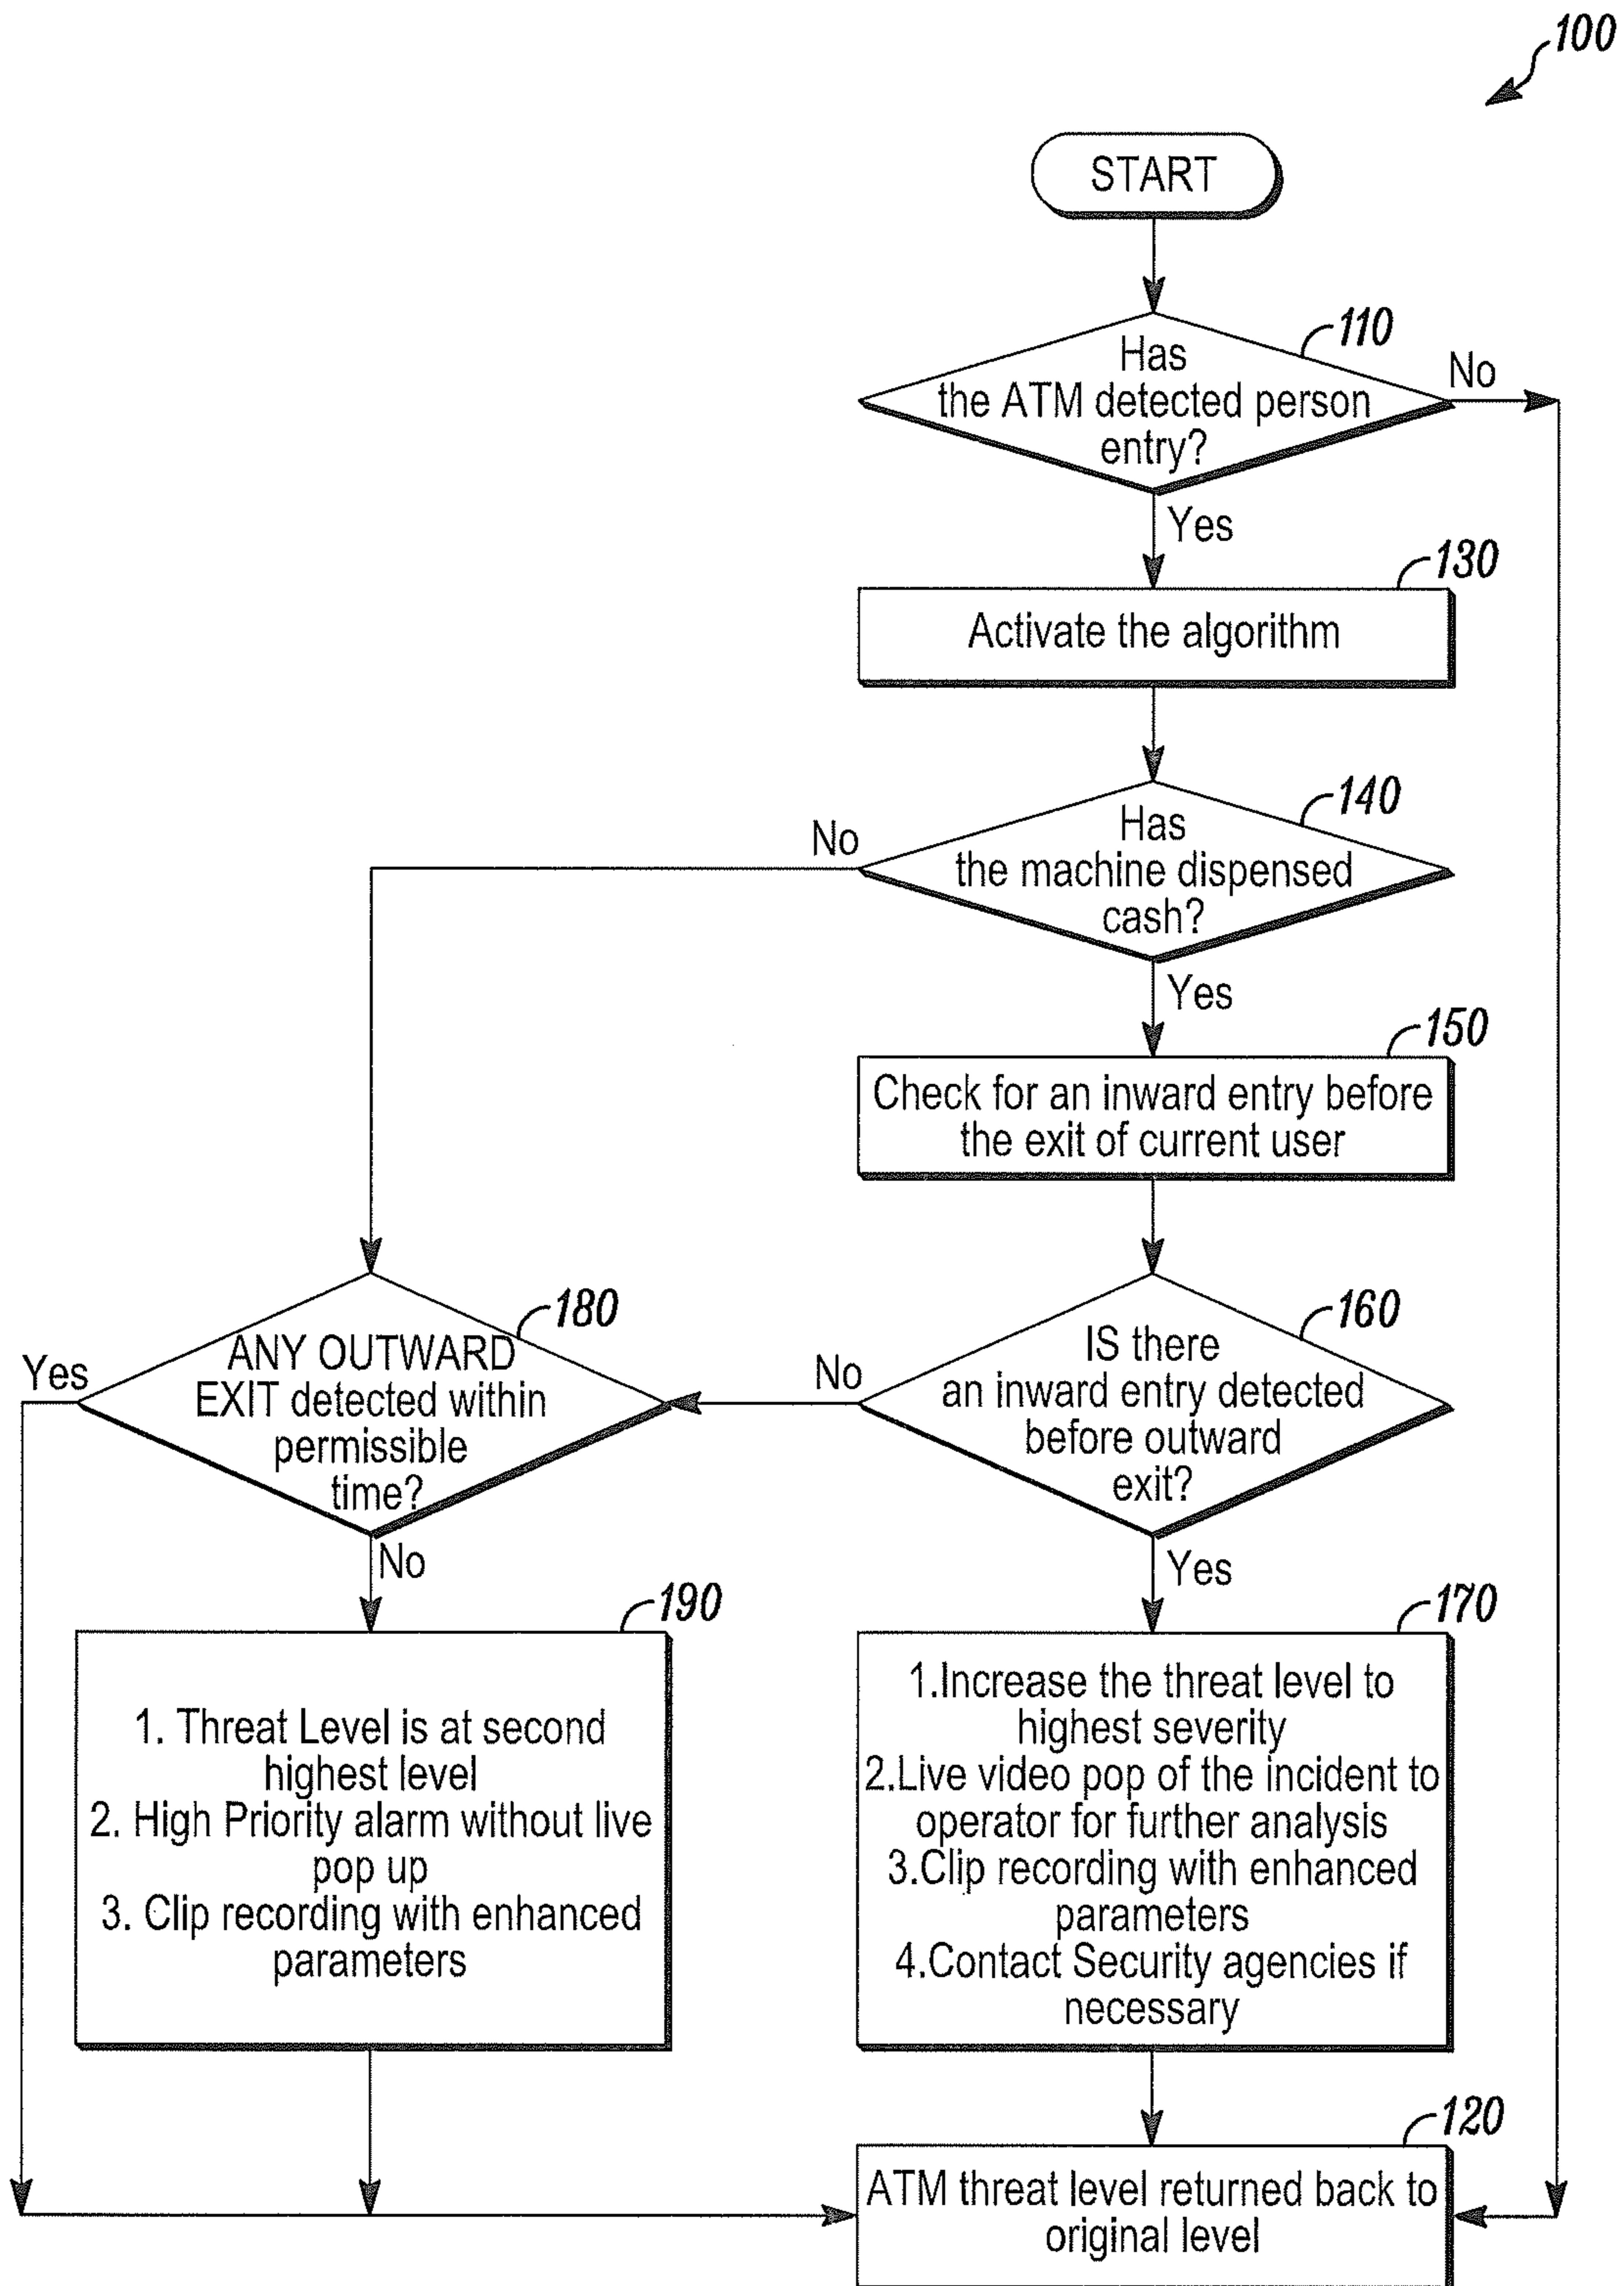 100
START
110
Has
the ATM detected person
entry?
No
Yes
130
Activate the algorithm
140
Has
the machine dispensed
cash?
No
Yes
150
Check for an inward entry before
the exit of current user
180
ANY OUTWARD
EXIT detected within
permissible
time?
Yes
No
160
IS there
an inward entry detected
before outward
exit?
No
Yes
190
1. Threat Level is at second
highest level
2. High Priority alarm without live
pop up
3. Clip recording with enhanced
parameters
170
1.Increase the threat level to
highest severity
2.Live video pop of the incident to
operator for further analysis
3.Clip recording with enhanced
parameters
4.Contact Security agencies if
necessary
120
ATM threat level returned back to
original level